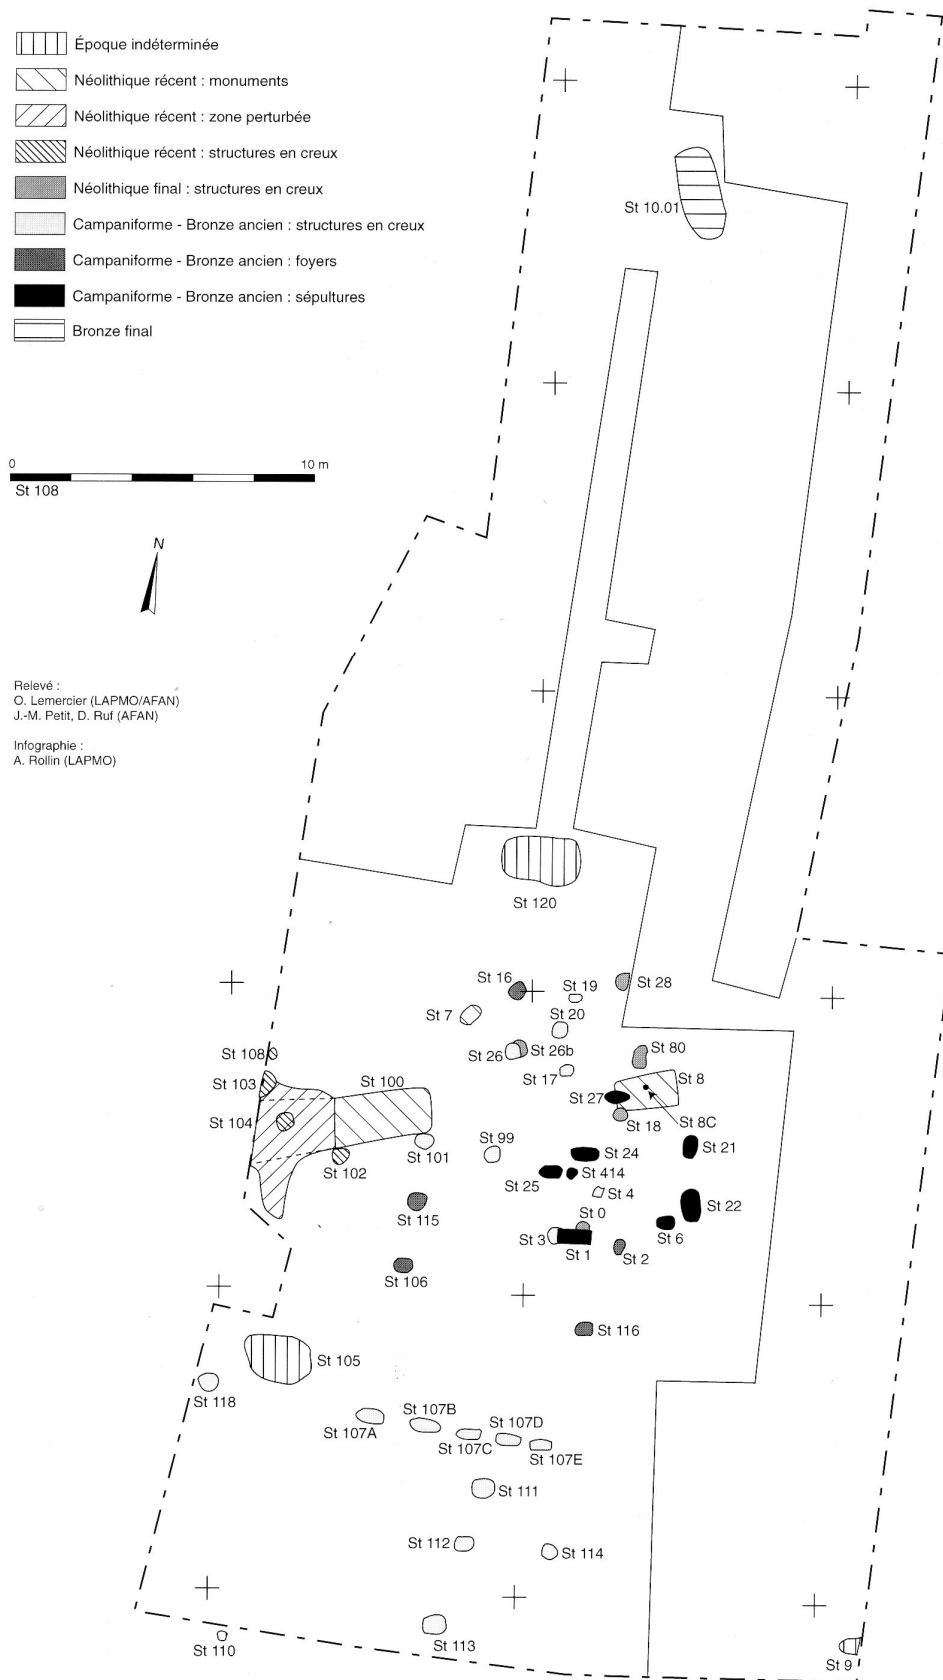 Époque indéterminée
Néolithique récent : monuments
Néolithique récent : zone perturbée
Néolithique récent : structures en creux
Néolithique final : structures en creux
Campaniforme - Bronze ancien : structures en creux
Campaniforme - Bronze ancien : foyers
Campaniforme - Bronze ancien : sépultures
Bronze final
St 10.01
0 10 m
St 108
N
Relevé :
O. Lemercier (LAPMO/AFAN)
J.-M. Petit, D. Ruf (AFAN)
Infographie :
A. Rollin (LAPMO)
St 120
St 16
St 19
St 28
St 7
St 20
St 108
St 26
St 26b
St 80
St 103
St 100
St 17
St 8
St 27
St 104
St 18
St 8C
St 102
St 101
St 99
St 24
St 21
St 25
St 414
St 4
St 22
St 115
St 0
St 3
St 1
St 2
St 6
St 106
St 116
St 105
St 118
St 107A
St 107B
St 107C
St 107D
St 107E
St 111
St 112
St 114
St 110
St 113
St 9